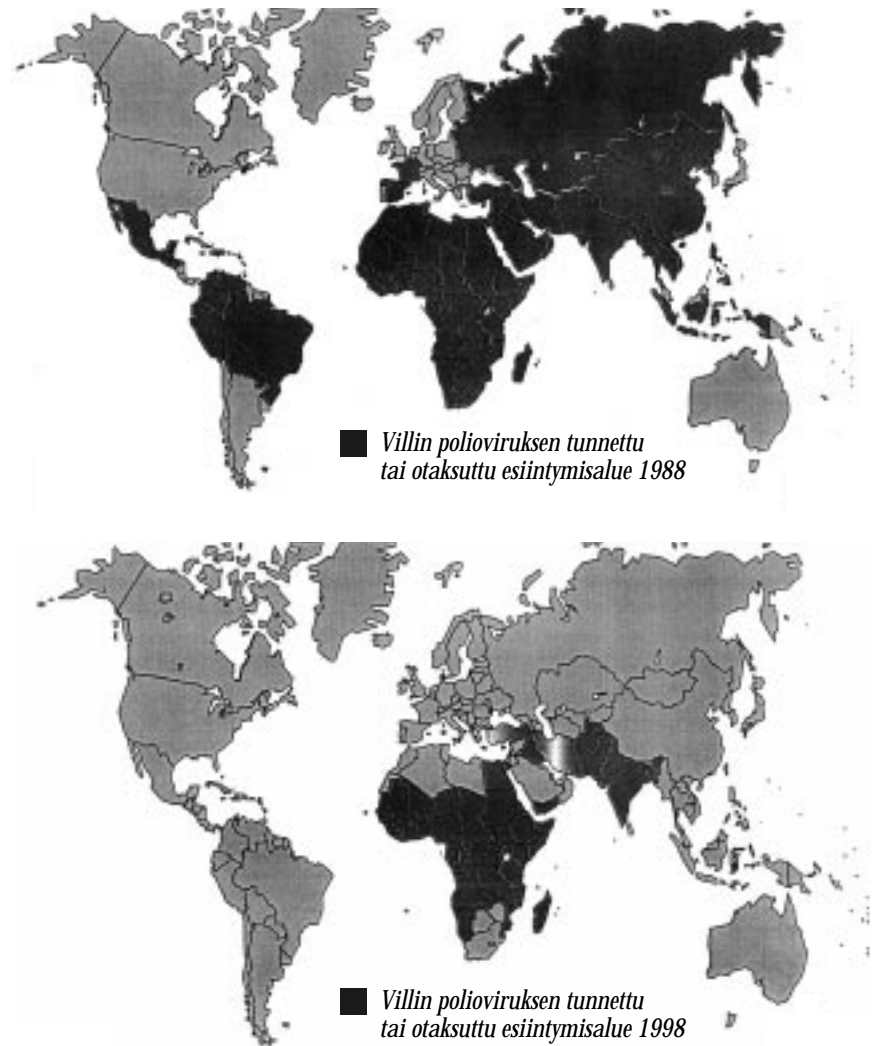 Villin polioviruksen tunnettu
tai otaksuttu esiintymisalue 1988
Villin polioviruksen tunnettu
tai otaksuttu esiintymisalue 1998